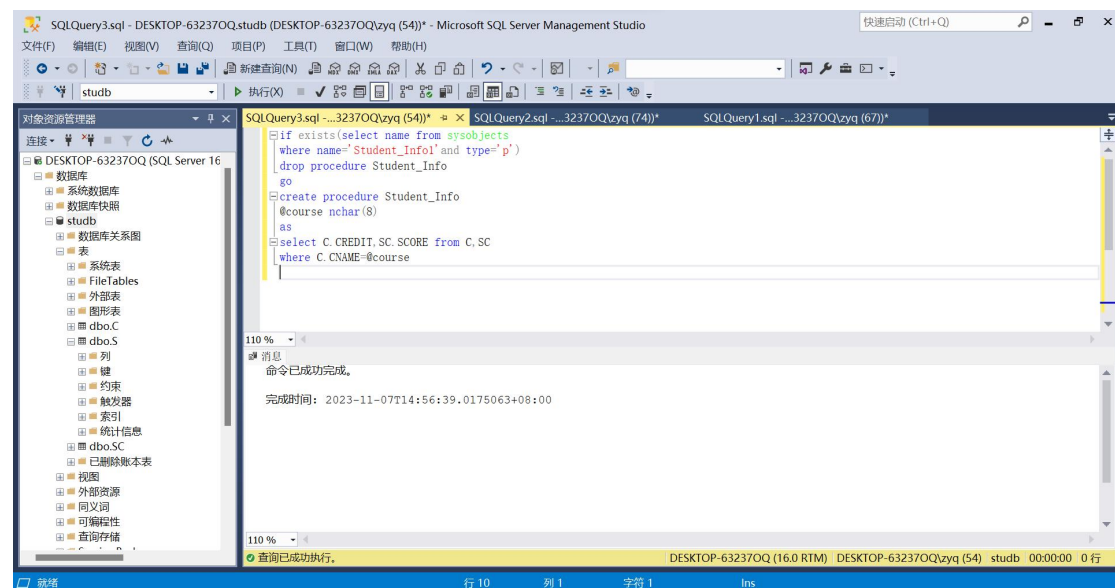 SQLQuery3.sql - DESKTOP-63237OQ.studb (DESKTOP-63237OQ\zyq (54))* - Microsoft SQL Server Management Studio
快速启动 (Ctrl+Q)
文件(F) 编辑(E) 视图(V) 查询(Q) 项目(P) 工具(T) 窗口(W) 帮助(H)
新建查询(N)
MDX DMX XMLA DAX
studb
执行(X)
对象资源管理器
连接
DESKTOP-63237OQ (SQL Server 16
数据库
系统数据库
数据库快照
studb
数据库关系图
表
系统表
FileTables
外部表
图形表
dbo.C
dbo.S
列
键
约束
触发器
索引
统计信息
dbo.SC
已删除账本表
视图
外部资源
同义词
可编程性
查询存储
SQLQuery3.sql -...3237OQ\zyq (54))*
SQLQuery2.sql -...3237OQ\zyq (74))*
SQLQuery1.sql -...3237OQ\zyq (67))*
if exists(select name from sysobjects
where name='Student_Info1'and type='p')
drop procedure Student_Info
go
create procedure Student_Info
@course nchar(8)
as
select C.CREDIT,SC.SCORE from C,SC
where C.CNAME=@course
110 %
消息
命令已成功完成。
完成时间: 2023-11-07T14:56:39.0175063+08:00
110 %
查询已成功执行。
DESKTOP-63237OQ (16.0 RTM) DESKTOP-63237OQ\zyq (54) studb 00:00:00 0 行
就绪
行 10 列 1 字符 1 Ins